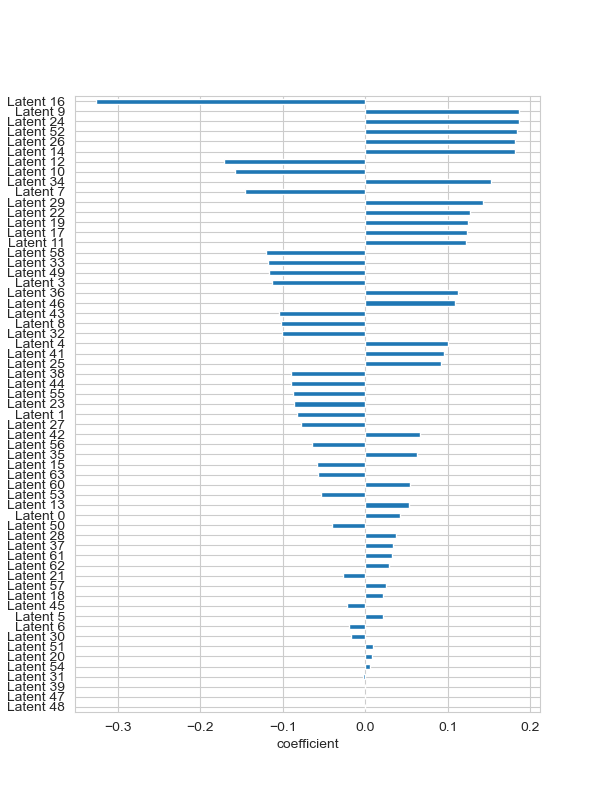 Latent 16
Latent 9
Latent 24
Latent 52
Latent 26
Latent 14
Latent 12
Latent 10
Latent 34
Latent 7
Latent 29
Latent 22
Latent 19
Latent 17
Latent 11
Latent 58
Latent 33
Latent 49
Latent 3
Latent 36
Latent 46
Latent 43
Latent 8
Latent 32
Latent 4
Latent 41
Latent 25
Latent 38
Latent 44
Latent 55
Latent 23
Latent 1
Latent 27
Latent 42
Latent 56
Latent 35
Latent 15
Latent 63
Latent 60
Latent 53
Latent 13
Latent 0
Latent 50
Latent 28
Latent 37
Latent 61
Latent 62
Latent 21
Latent 57
Latent 18
Latent 45
Latent 5
Latent 6
Latent 30
Latent 51
Latent 20
Latent 54
Latent 31
Latent 39
Latent 47
Latent 48
−0.3 −0.2 −0.1 0.0 0.1 0.2
coefficient